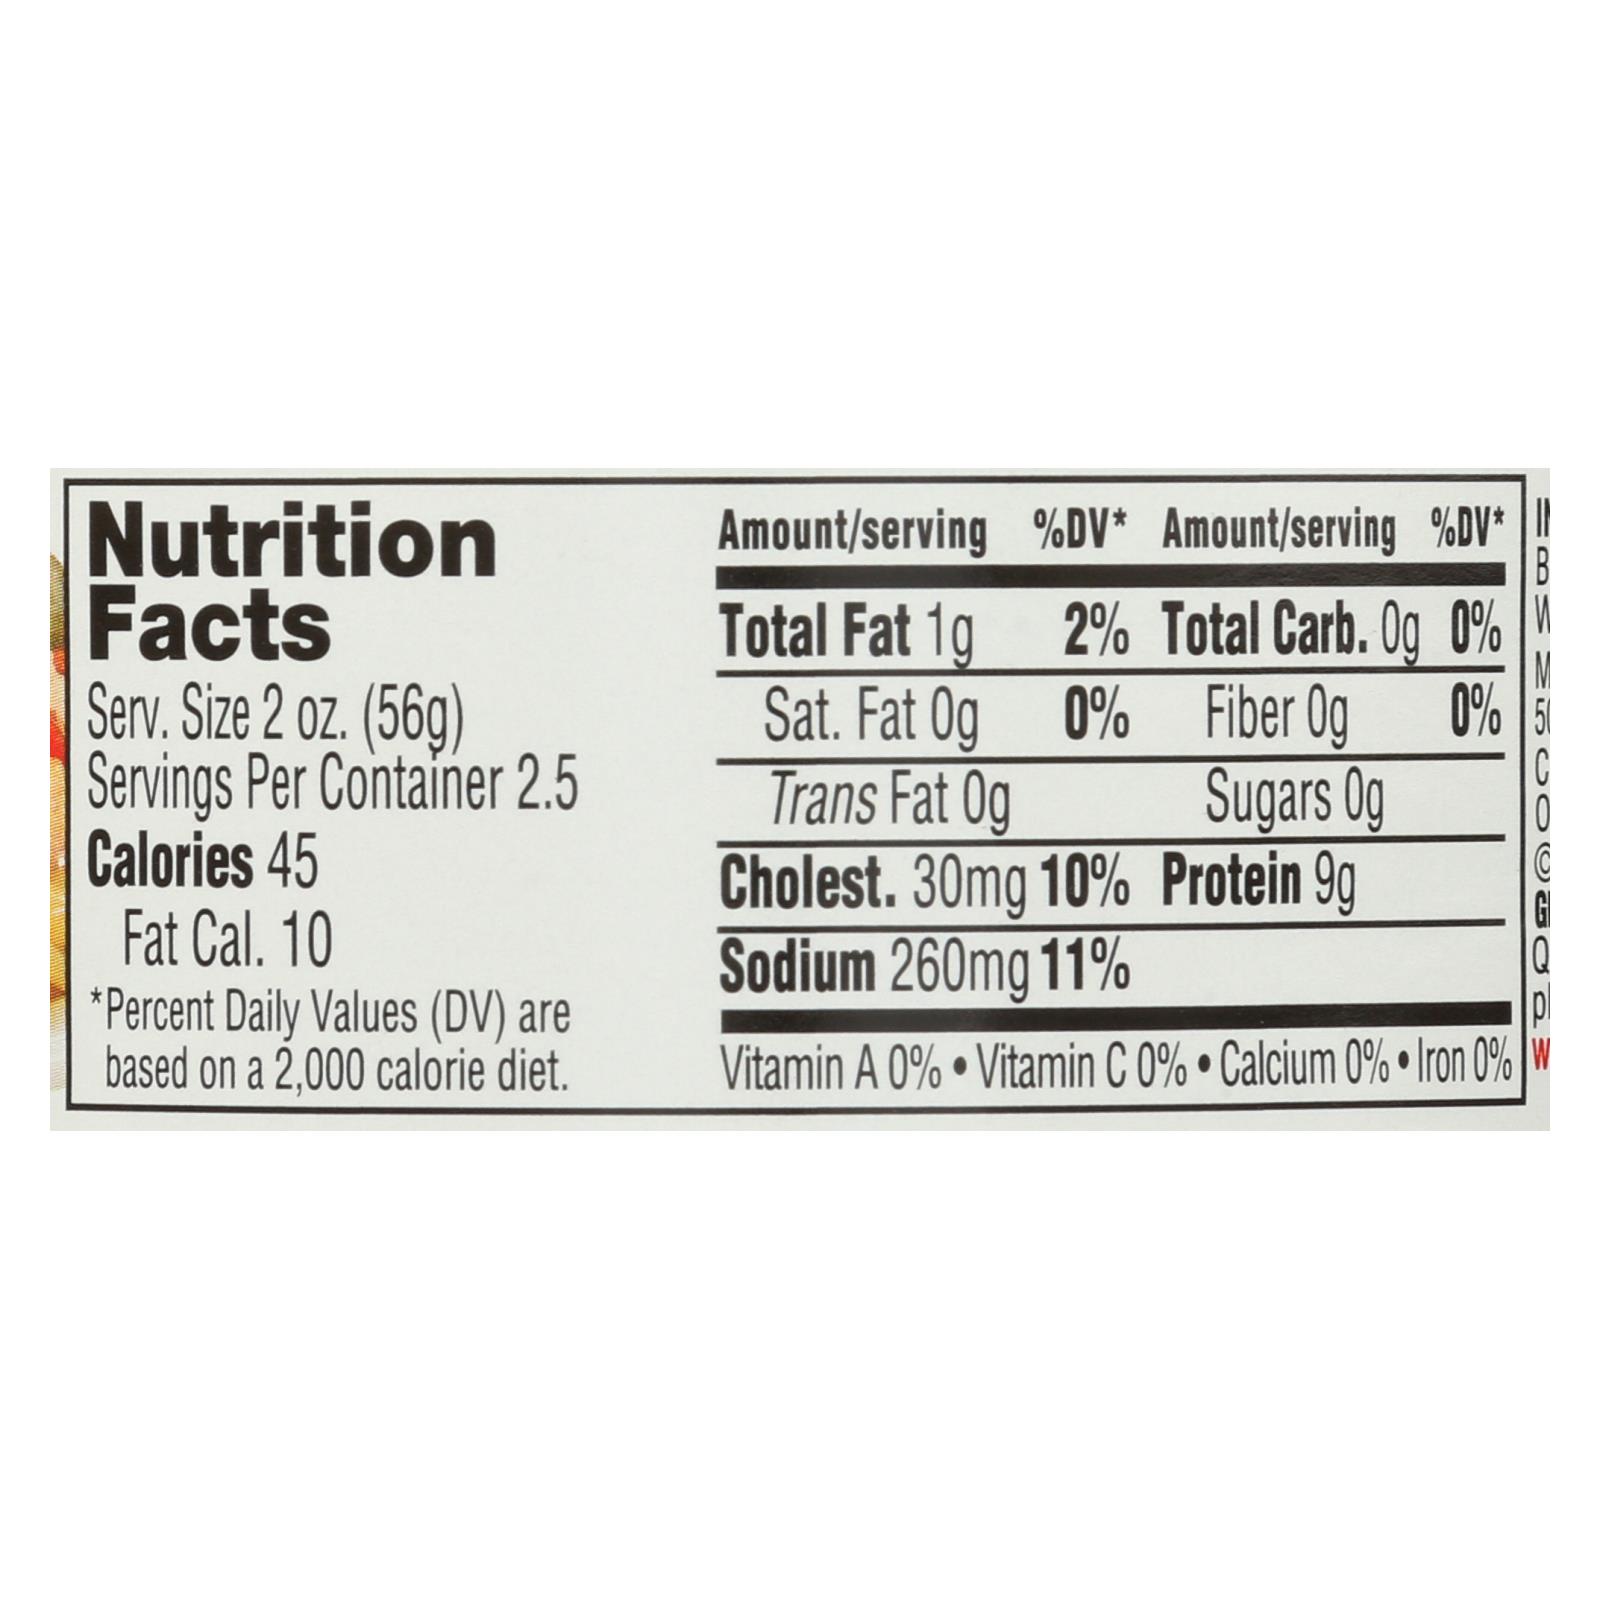 Nutrition
Facts
Serv. Size 2 oz. (56g)
Servings Per Container 2.5
Calories 45
Fat Cal. 10
*Percent Daily Values (DV) are
based on a 2,000 calorie diet.
Amount/serving %DV* Amount/serving %DV*
Total Fat 1g 2% Total Carb. 0g 0%
Sat. Fat 0g 0% Fiber 0g 0%
Trans Fat 0g Sugars 0g
Cholest. 30mg 10% Protein 9g
Sodium 260mg 11%
Vitamin A 0% • Vitamin C 0% • Calcium 0% • Iron 0%